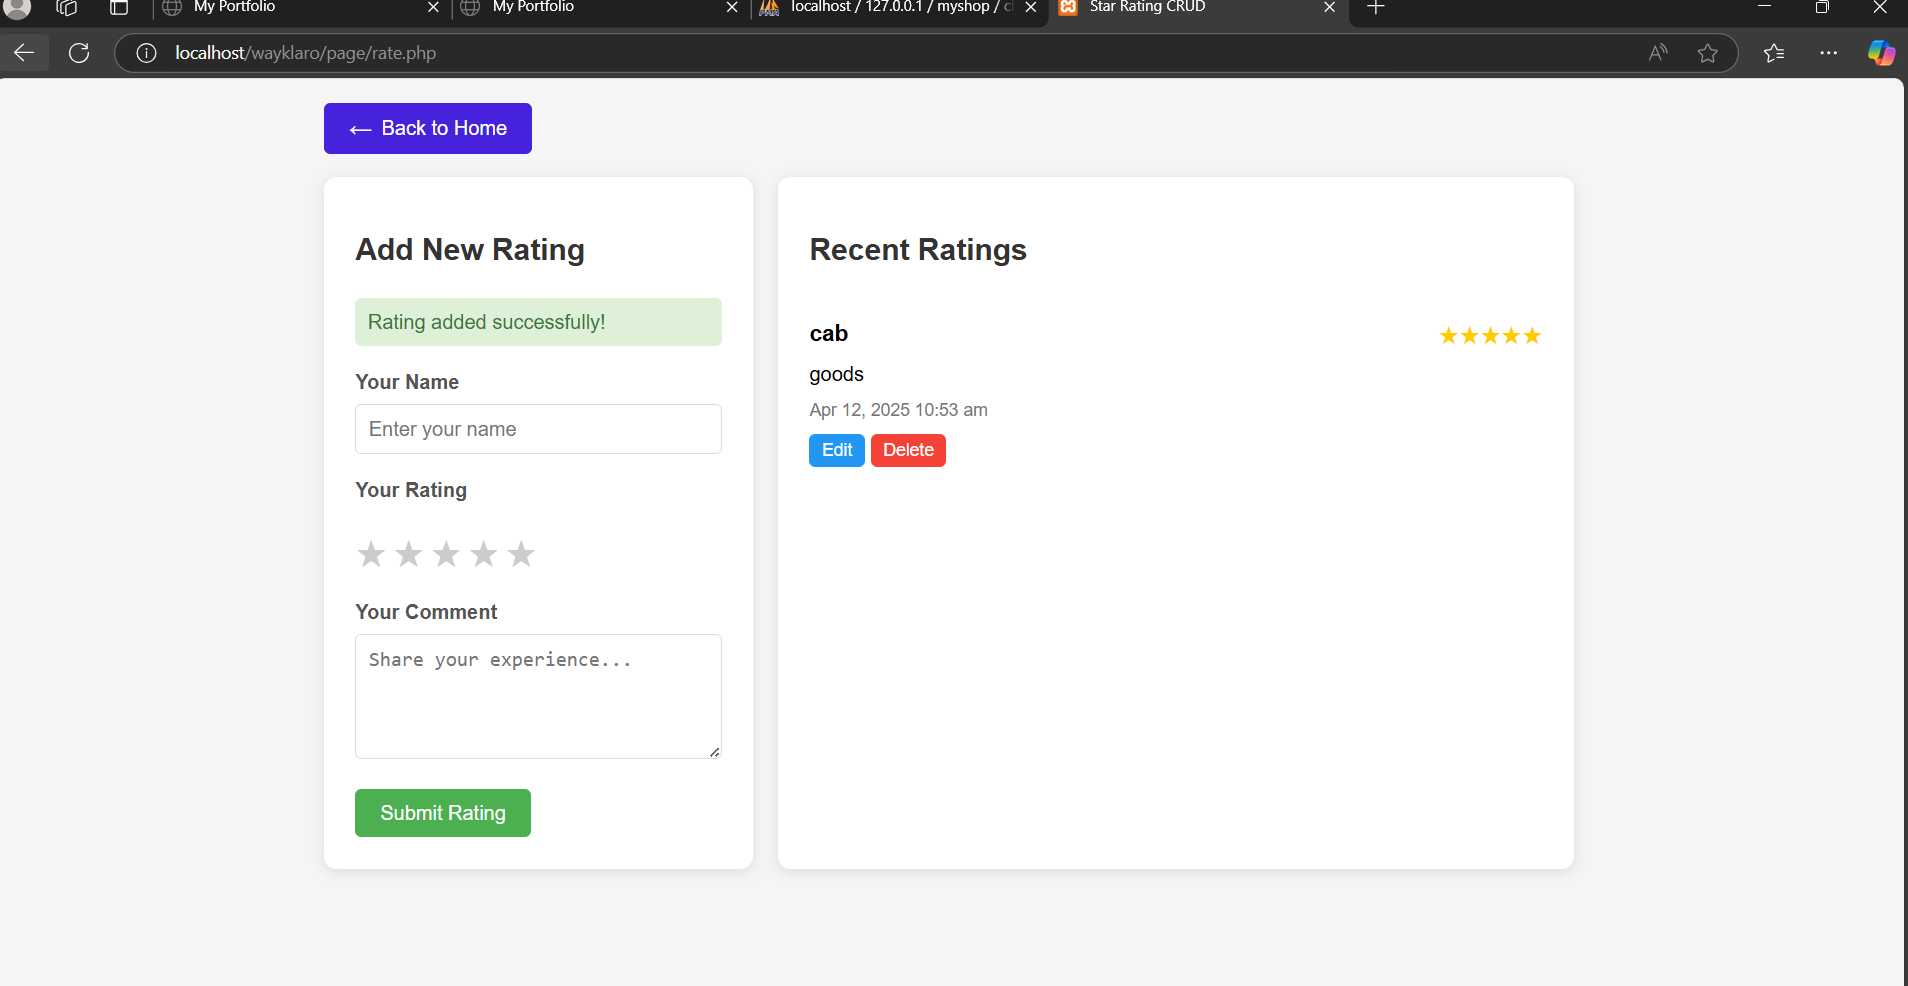 My Portfolio
My Portfolio
localhost / 127.0.0.1 / myshop /
Star Rating CRUD
localhost/wayklaro/page/rate.php
← Back to Home
Add New Rating
Rating added successfully!
Your Name
Enter your name
Your Rating
★★★★★
Your Comment
Share your experience...
Submit Rating
Recent Ratings
cab
★★★★★
goods
Apr 12, 2025 10:53 am
Edit
Delete